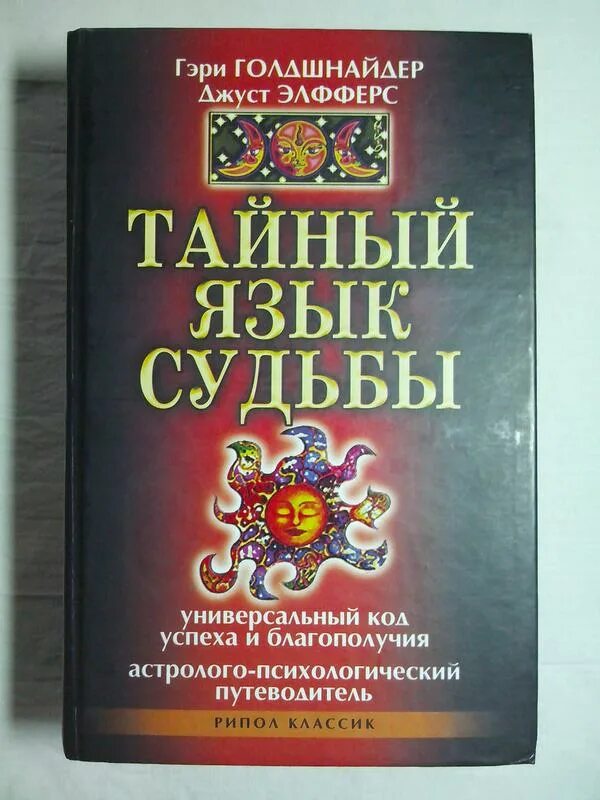 Гэри ГОЛДШНАЙДЕР
Джуст ЭЛФФЕРС
ТАЙНЫЙ
ЯЗЫК
СУДЬБЫ
универсальный код
успеха и благополучия
астролого-психологический
путеводитель
РИПОЛ КЛАССИК